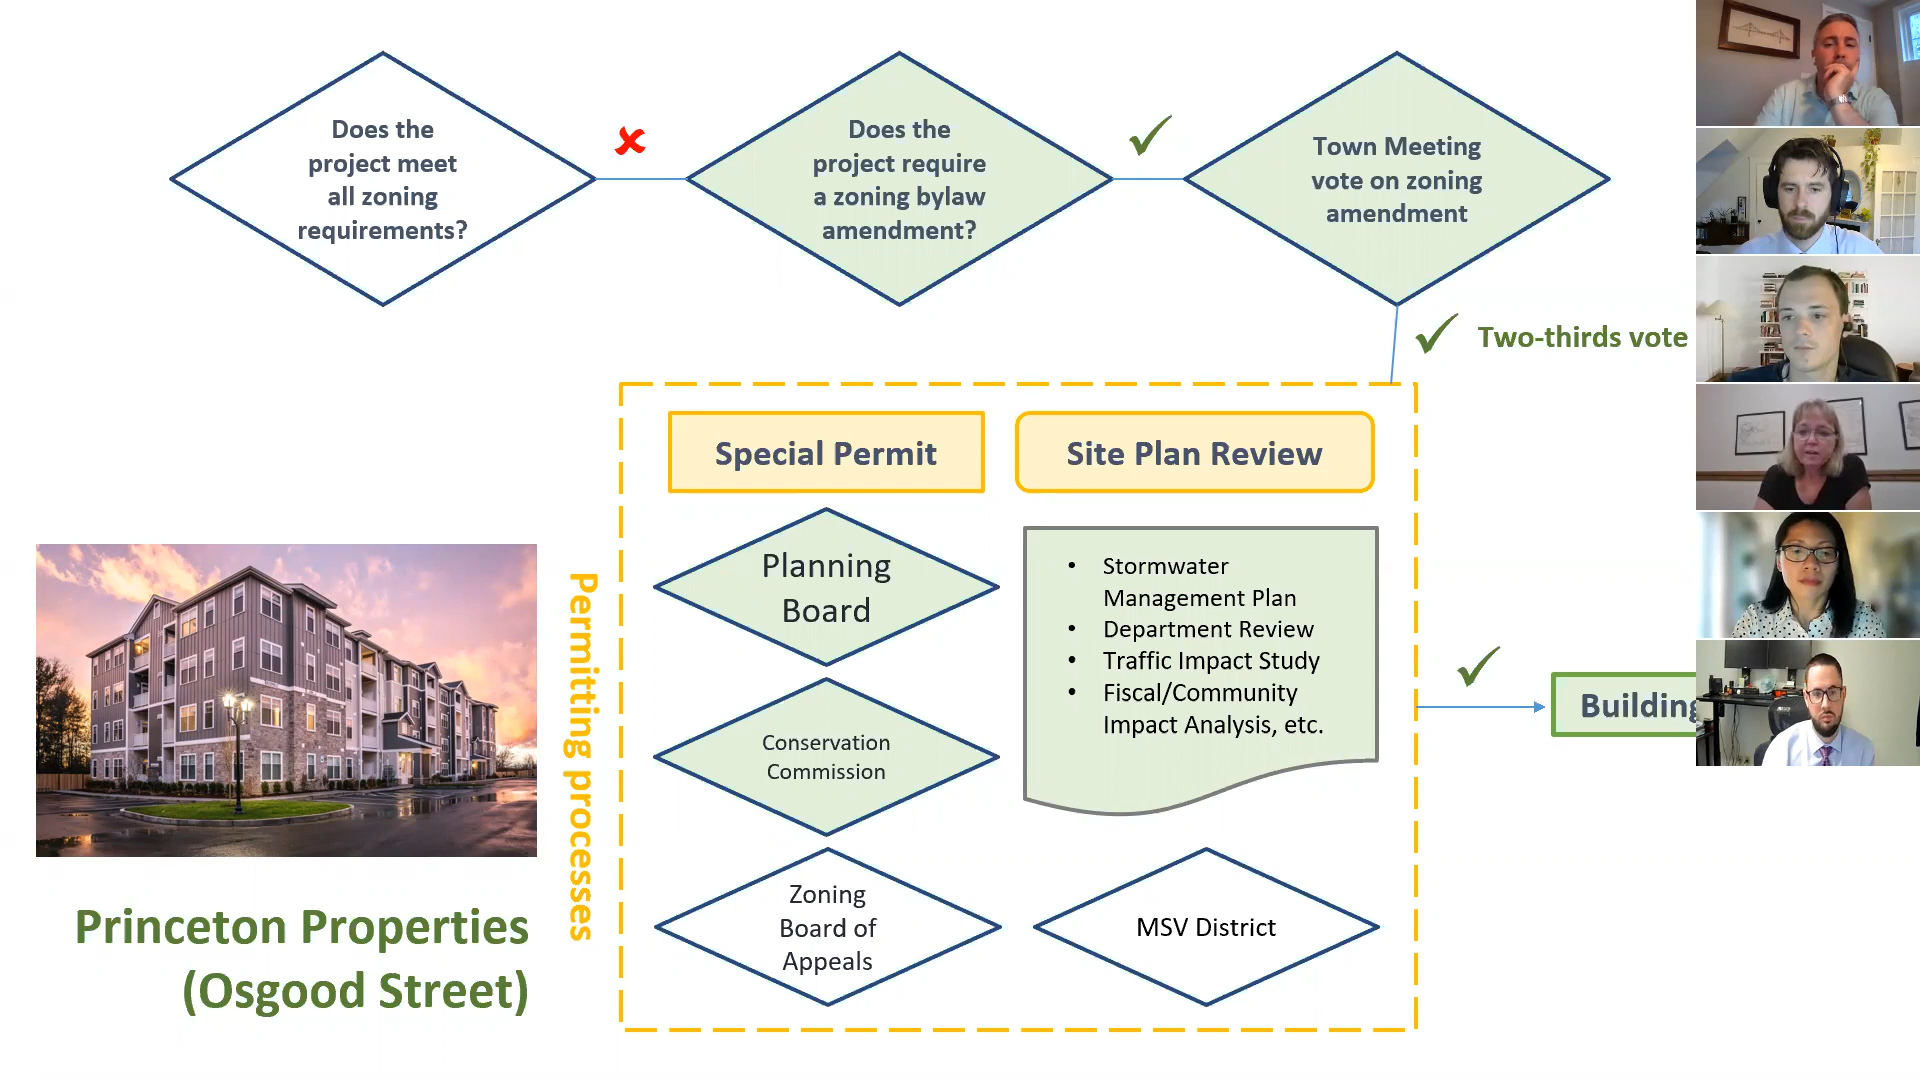 Does the
project meet
all zoning
requirements?
Does the
project require
a zoning bylaw
amendment?
Town Meeting
vote on zoning
amendment
Two-thirds vote
Special Permit
Site Plan Review
Planning
Board
Conservation
Commission
Zoning
Board of
Appeals
• Stormwater
Management Plan
• Department Review
• Traffic Impact Study
• Fiscal/Community
Impact Analysis, etc.
MSV District
Permitting processes
Building
Princeton Properties
(Osgood Street)